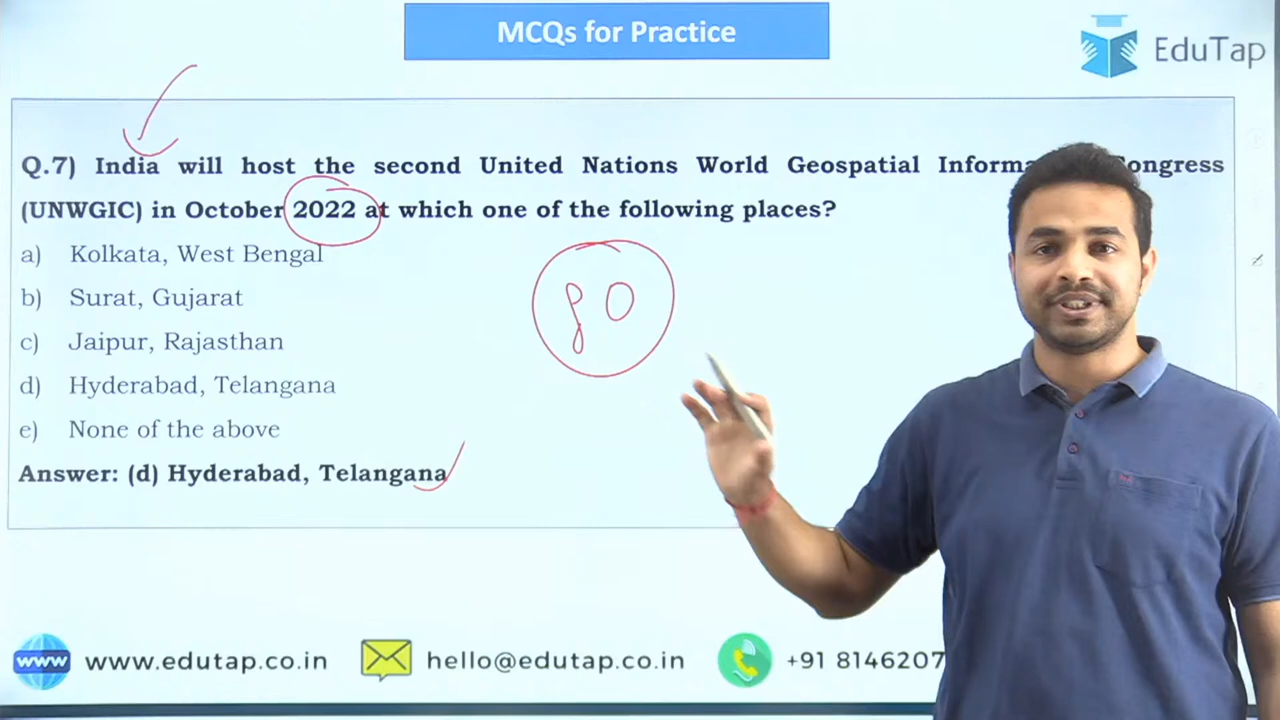 MCQs for Practice
EduTap
Q.7) India will host the second United Nations World Geospatial Congress
(UNWGIC) in October 2022 at which one of the following places?
a) Kolkata, West Bengal
b) Surat, Gujarat
c) Jaipur, Rajasthan
d) Hyderabad, Telangana
e) None of the above
Answer: (d) Hyderabad, Telangana
www www.edutap.co.in hello@edutap.co.in +91 8146207